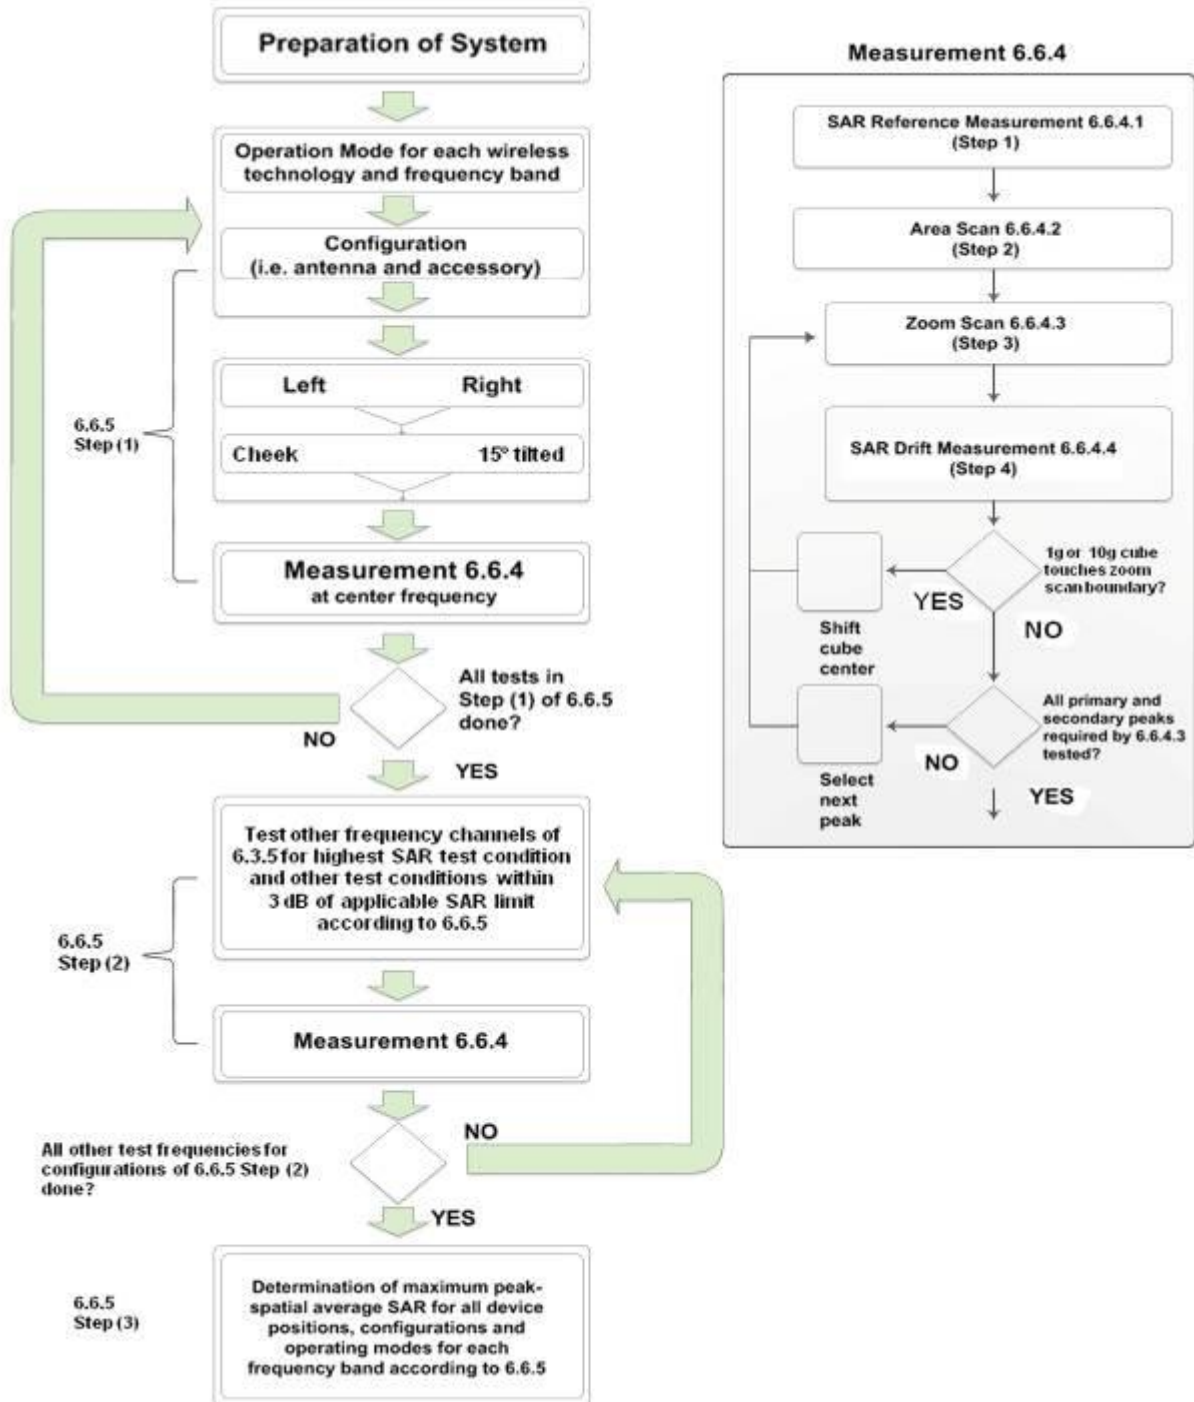 Preparation of System
Operation Mode for each wireless
technology and frequency band
Configuration
(i.e. antenna and accessory)
Left Right
Cheek 15° tilted
6.6.5
Step (1)
Measurement 6.6.4
at center frequency
All tests in
Step (1) of 6.6.5
done?
NO
YES
Test other frequency channels of
6.3.5 for highest SAR test condition
and other test conditions within
3 dB of applicable SAR limit
according to 6.6.5
6.6.5
Step (2)
Measurement 6.6.4
NO
All other test frequencies for
configurations of 6.6.5 Step (2)
done?
YES
6.6.5
Step (3)
Determination of maximum peak-
spatial average SAR for all device
positions, configurations and
operating modes for each
frequency band according to 6.6.5
Measurement 6.6.4
SAR Reference Measurement 6.6.4.1
(Step 1)
Area Scan 6.6.4.2
(Step 2)
Zoom Scan 6.6.4.3
(Step 3)
SAR Drift Measurement 6.6.4.4
(Step 4)
1g or 10g cube
touches zoom
scan boundary?
YES
NO
Shift
cube
center
All primary and
secondary peaks
required by 6.6.4.3
tested?
NO
YES
Select
next
peak